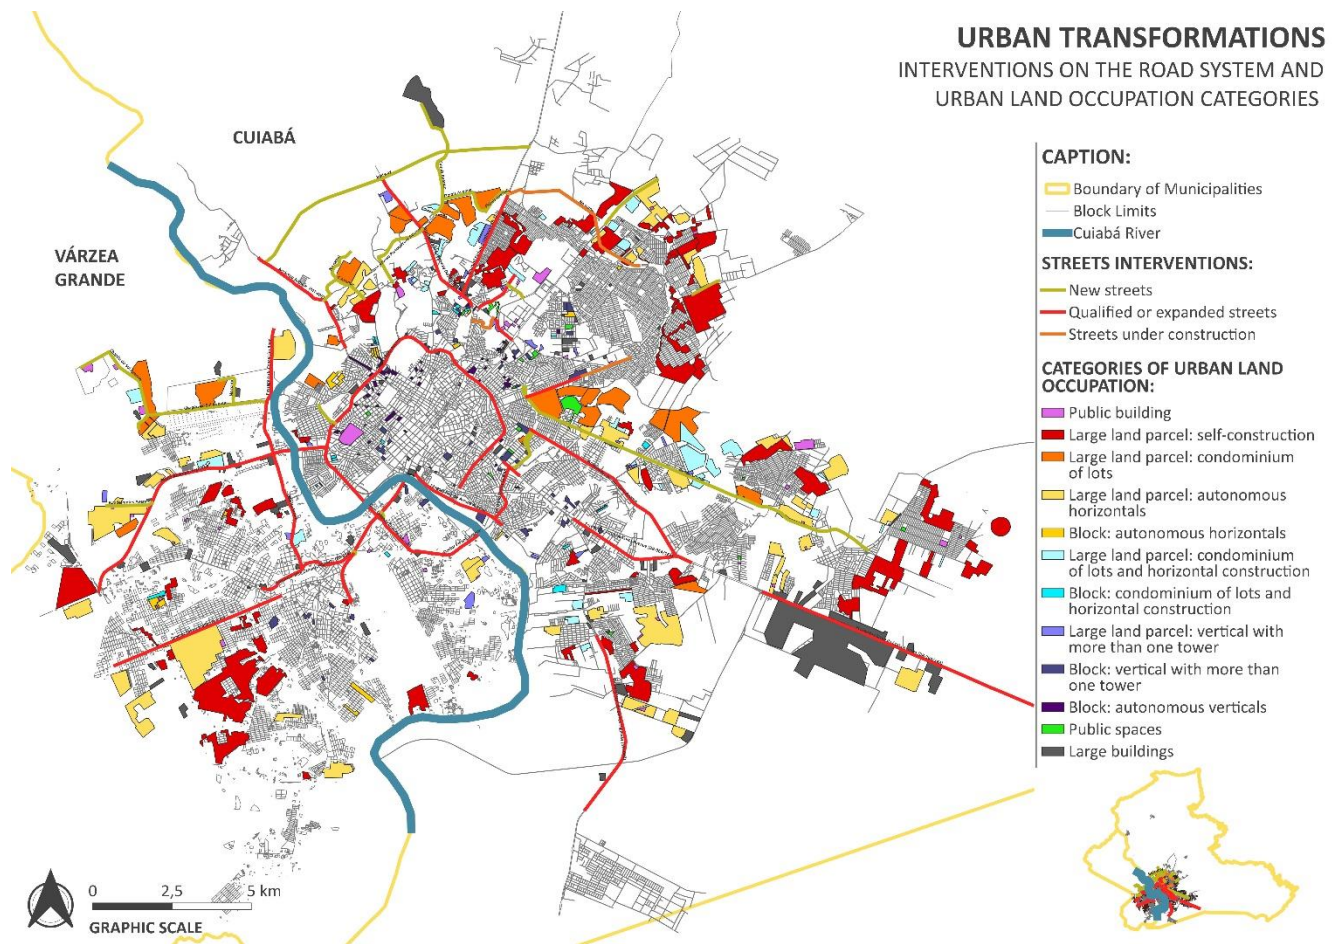 URBAN TRANSFORMATIONS
INTERVENTIONS ON THE ROAD SYSTEM AND
URBAN LAND OCCUPATION CATEGORIES
CUIABÁ
VÁRZEA
GRANDE
CAPTION:
Boundary of Municipalities
Block Limits
Cuiabá River
STREETS INTERVENTIONS:
New streets
Qualified or expanded streets
Streets under construction
CATEGORIES OF URBAN LAND
OCCUPATION:
Public building
Large land parcel: self-construction
Large land parcel: condominium
of lots
Large land parcel: autonomous
horizontals
Block: autonomous horizontals
Large land parcel: condominium
of lots and horizontal construction
Block: condominium of lots and
horizontal construction
Large land parcel: vertical with
more than one tower
Block: vertical with more than
one tower
Block: autonomous verticals
Public spaces
Large buildings
0 2,5 5 km
GRAPHIC SCALE